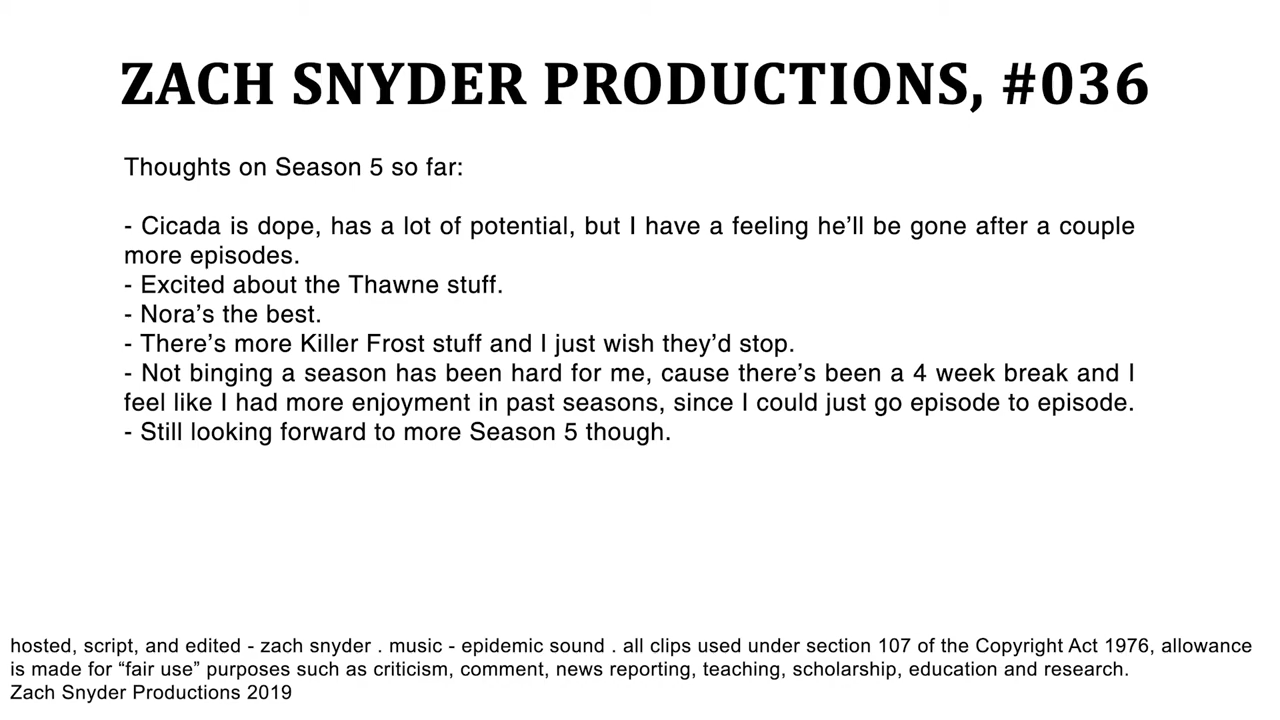 ZACH SNYDER PRODUCTIONS, #036
Thoughts on Season 5 so far:
- Cicada is dope, has a lot of potential, but I have a feeling he’ll be gone after a couple
more episodes.
- Excited about the Thawne stuff.
- Nora’s the best.
- There’s more Killer Frost stuff and I just wish they’d stop.
- Not binging a season has been hard for me, cause there’s been a 4 week break and I
feel like I had more enjoyment in past seasons, since I could just go episode to episode.
- Still looking forward to more Season 5 though.
hosted, script, and edited - zach snyder . music - epidemic sound . all clips used under section 107 of the Copyright Act 1976, allowance
is made for “fair use” purposes such as criticism, comment, news reporting, teaching, scholarship, education and research.
Zach Snyder Productions 2019